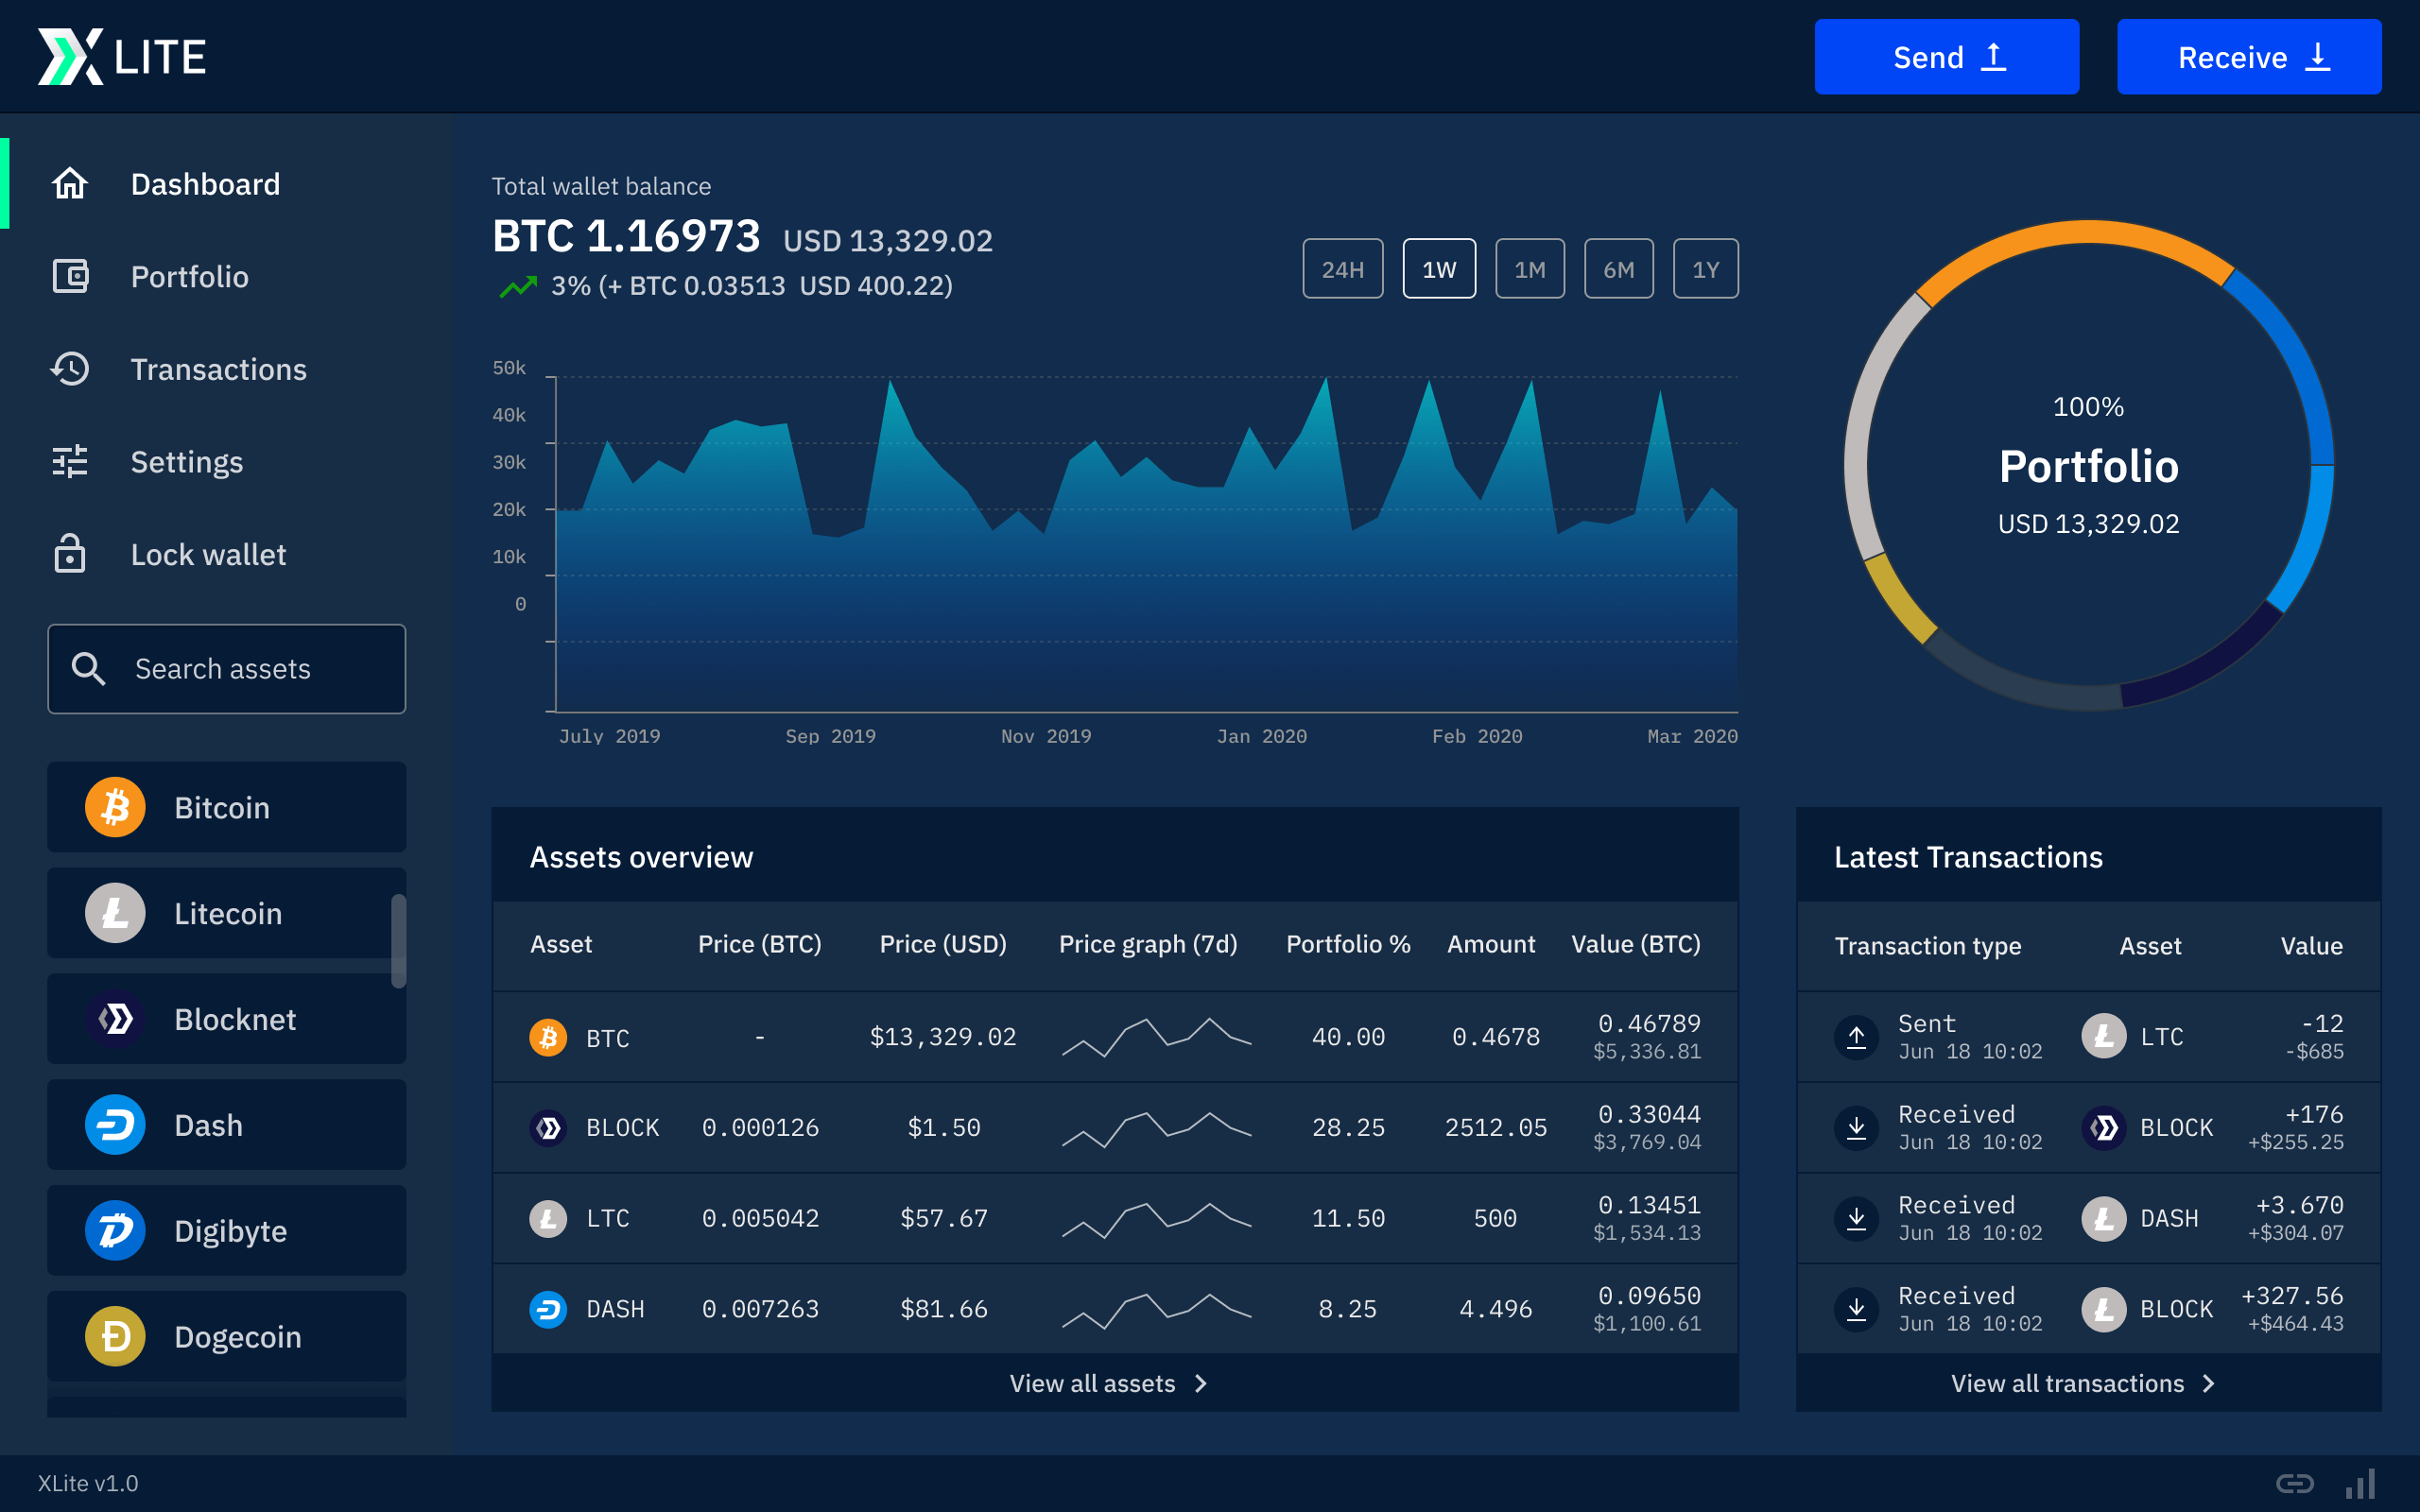 LITE
Send
Receive
Dashboard
Portfolio
Transactions
Settings
Lock wallet
Search assets
Bitcoin
Litecoin
Blocknet
Dash
Digibyte
Dogecoin
Total wallet balance
BTC 1.16973 USD 13,329.02
3% (+ BTC 0.03513 USD 400.22)
24H 1W 1M 6M 1Y
50k
40k
30k
20k
10k
0
July 2019 Sep 2019 Nov 2019 Jan 2020 Feb 2020 Mar 2020
100%
Portfolio
USD 13,329.02
Assets overview
Asset Price (BTC) Price (USD) Price graph (7d) Portfolio % Amount Value (BTC)
BTC - $13,329.02 40.00 0.4678 0.46789
$5,336.81
BLOCK 0.000126 $1.50 28.25 2512.05 0.33044
$3,769.04
LTC 0.005042 $57.67 11.50 500 0.13451
$1,534.13
DASH 0.007263 $81.66 8.25 4.496 0.09650
$1,100.61
View all assets
Latest Transactions
Transaction type Asset Value
Sent LTC -12
Jun 18 10:02 -$685
Received BLOCK +176
Jun 18 10:02 +$255.25
Received DASH +3.670
Jun 18 10:02 +$304.07
Received BLOCK +327.56
Jun 18 10:02 +$464.43
View all transactions
XLite v1.0